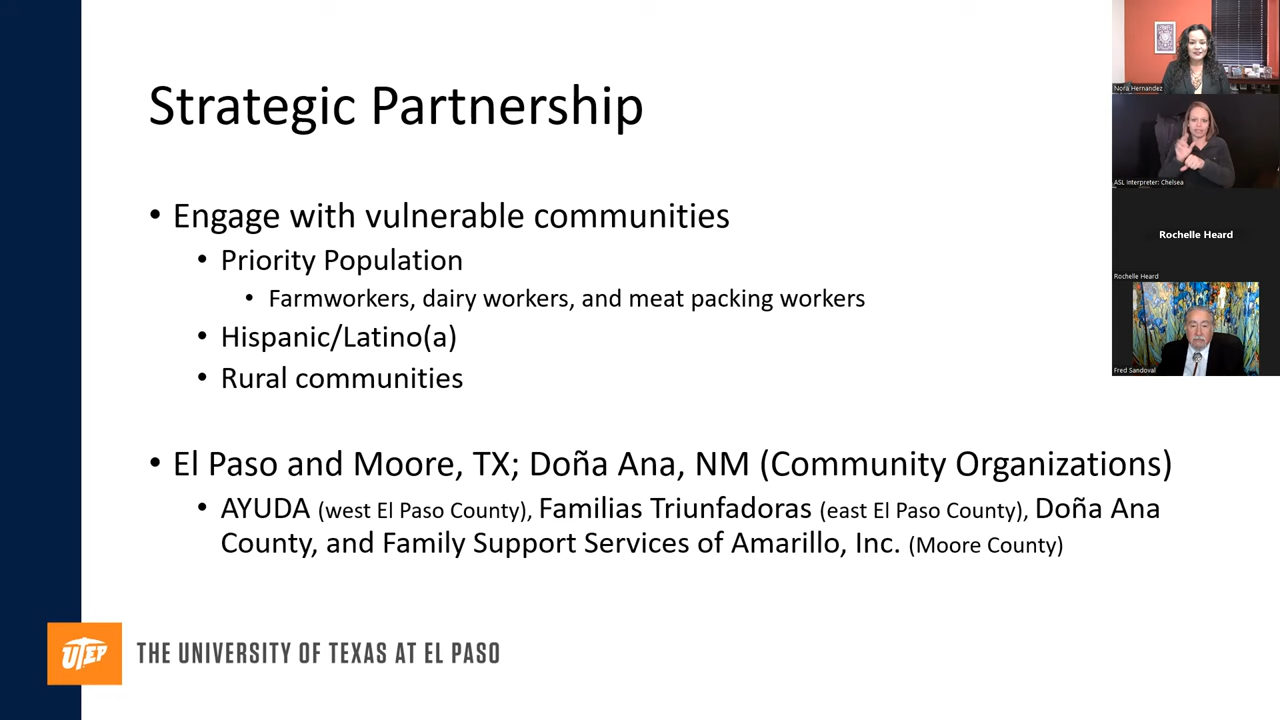 Strategic Partnership
• Engage with vulnerable communities
• Priority Population
• Farmworkers, dairy workers, and meat packing workers
• Hispanic/Latino(a)
• Rural communities
• El Paso and Moore, TX; Doña Ana, NM (Community Organizations)
• AYUDA (west El Paso County), Familias Triunfadoras (east El Paso County), Doña Ana
County, and Family Support Services of Amarillo, Inc. (Moore County)
UTEP
THE UNIVERSITY OF TEXAS AT EL PASO
Nora Hernandez
ASL Interpreter: Chelsea
Rochelle Heard
Rochelle Heard
Fred Sandoval